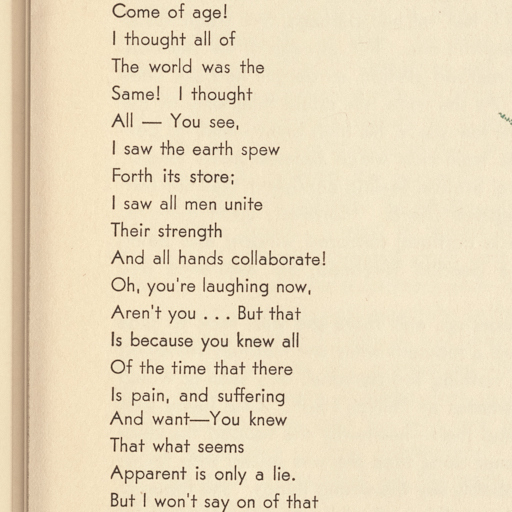 Come of age!
I thought all of
The world was the
Same! I thought
All — You see,
I saw the earth spew
Forth its store;
I saw all men unite
Their strength
And all hands collaborate!
Oh, you're laughing now,
Aren't you . . . But that
Is because you knew all
Of the time that there
Is pain, and suffering
And want—You knew
That what seems
Apparent is only a lie.
But I won't say on of that